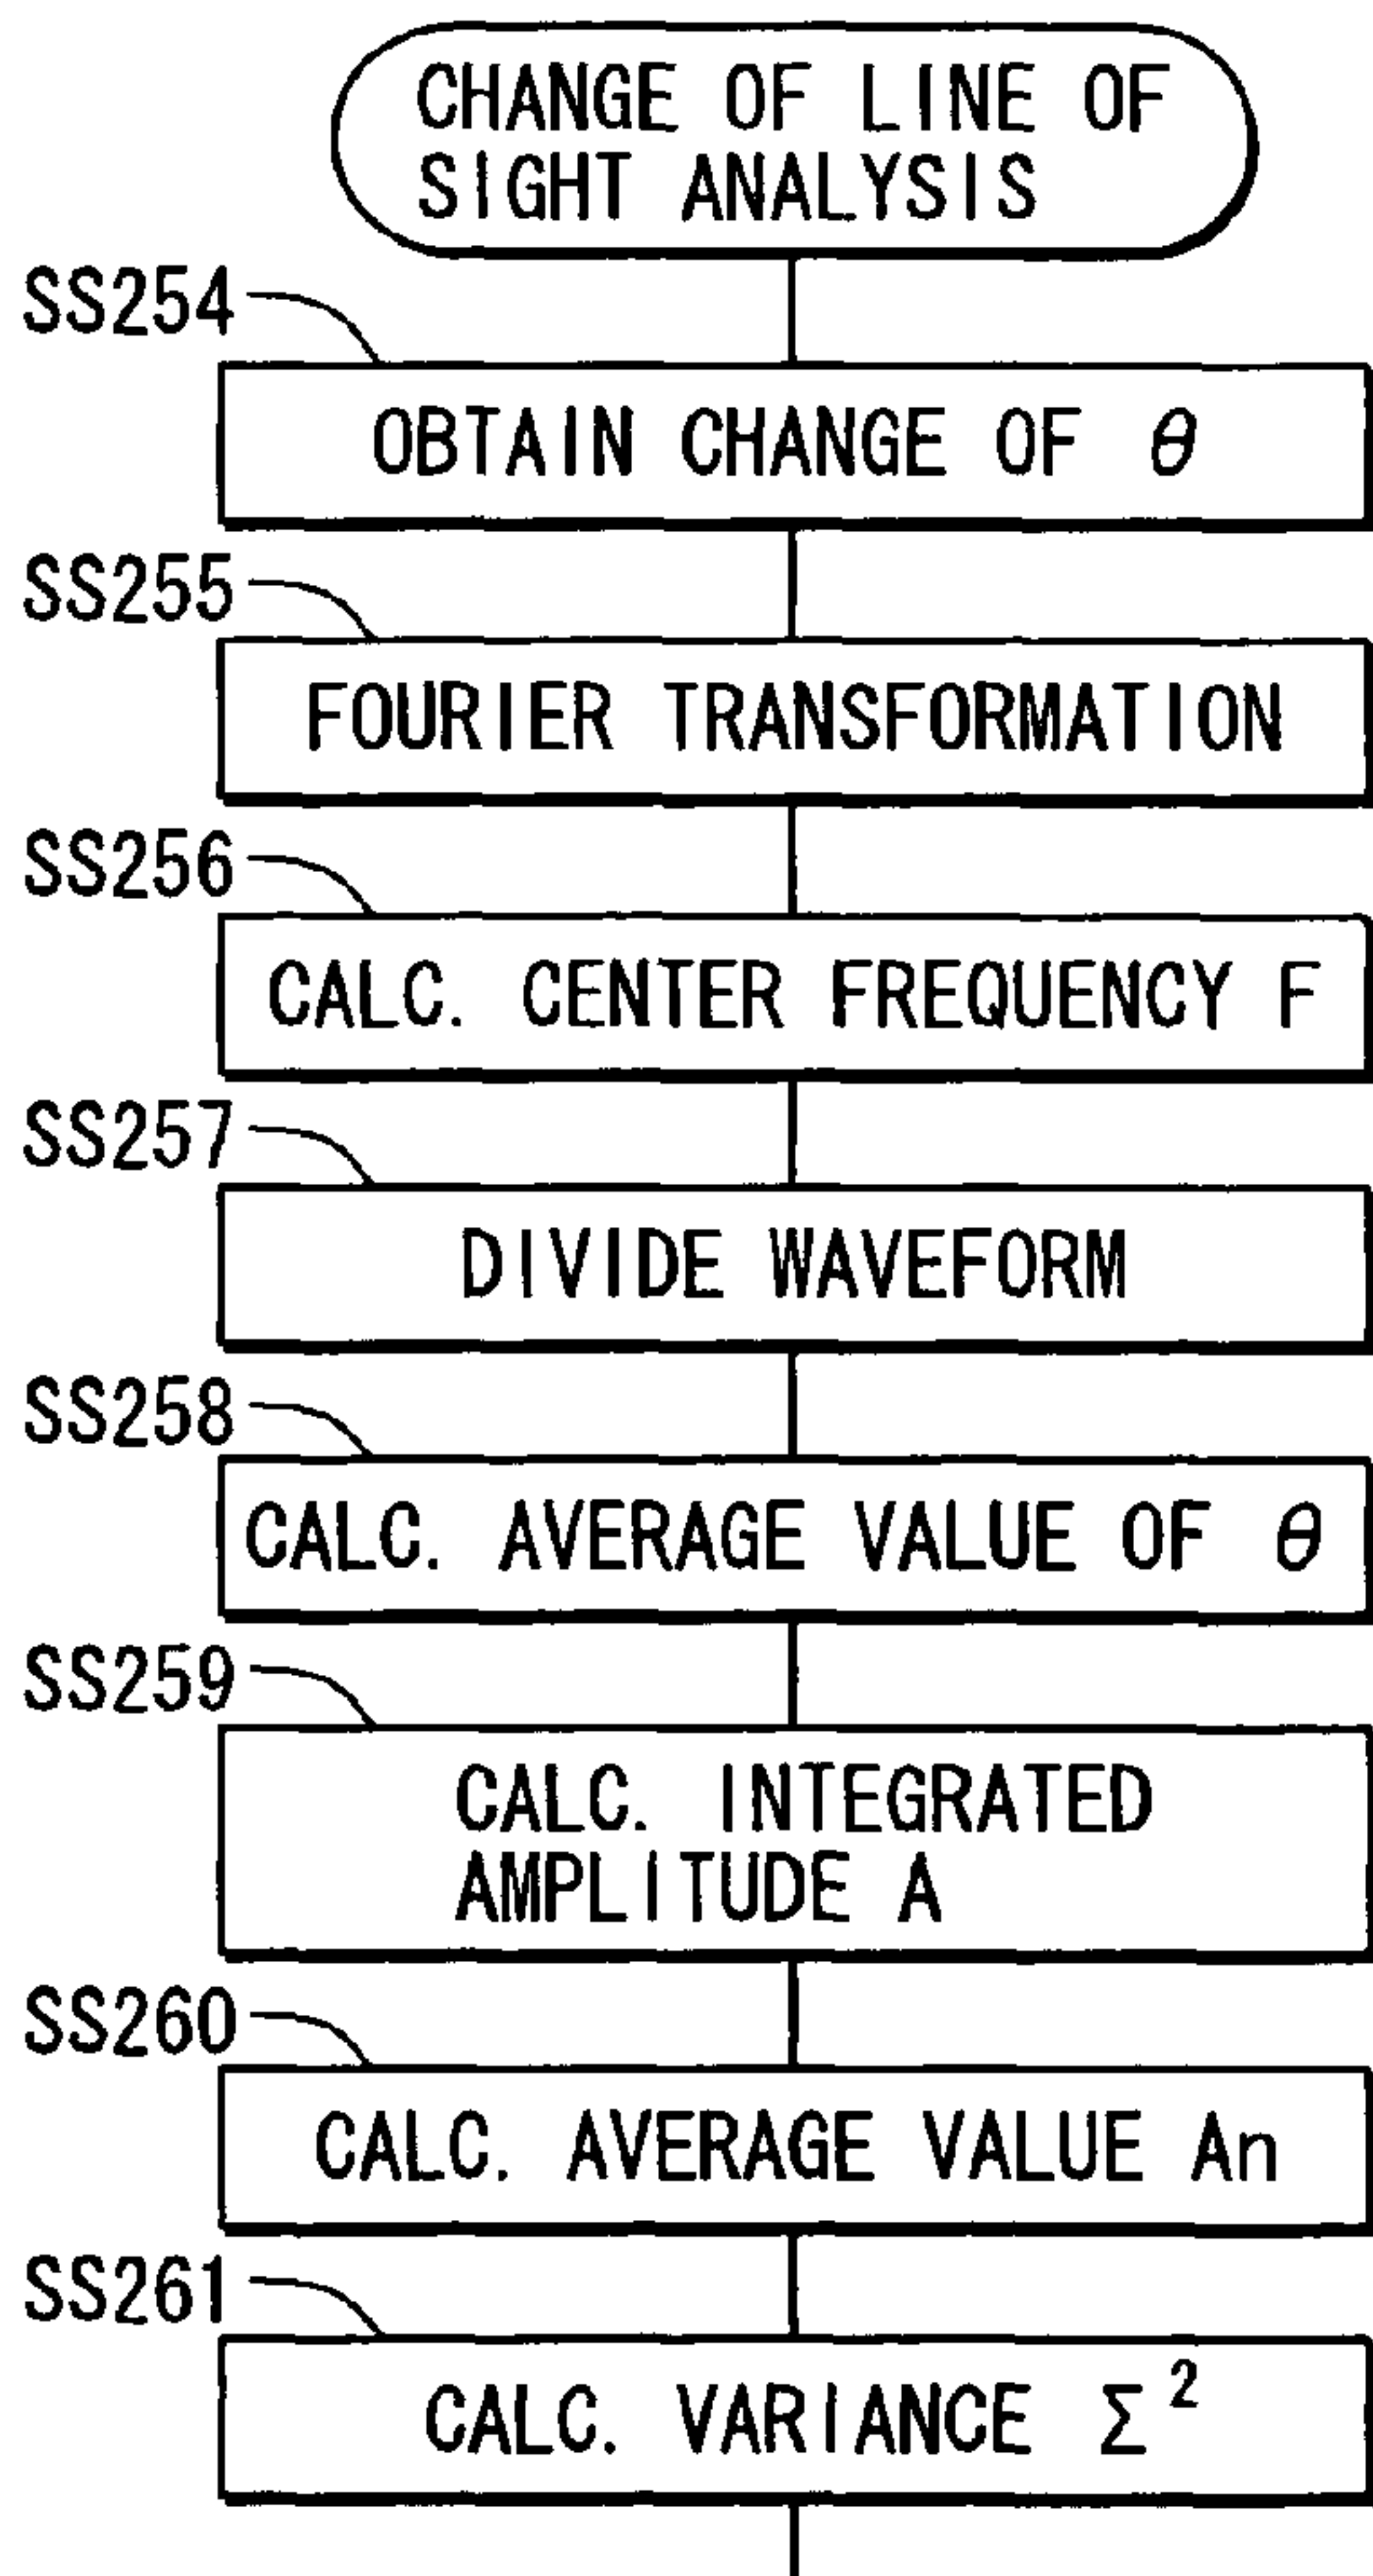 CHANGE OF LINE OF
SIGHT ANALYSIS
SS254
OBTAIN CHANGE OF θ
SS255
FOURIER TRANSFORMATION
SS256
CALC. CENTER FREQUENCY F
SS257
DIVIDE WAVEFORM
SS258
CALC. AVERAGE VALUE OF θ
SS259
CALC. INTEGRATED
AMPLITUDE A
SS260
CALC. AVERAGE VALUE An
SS261
CALC. VARIANCE Σ²